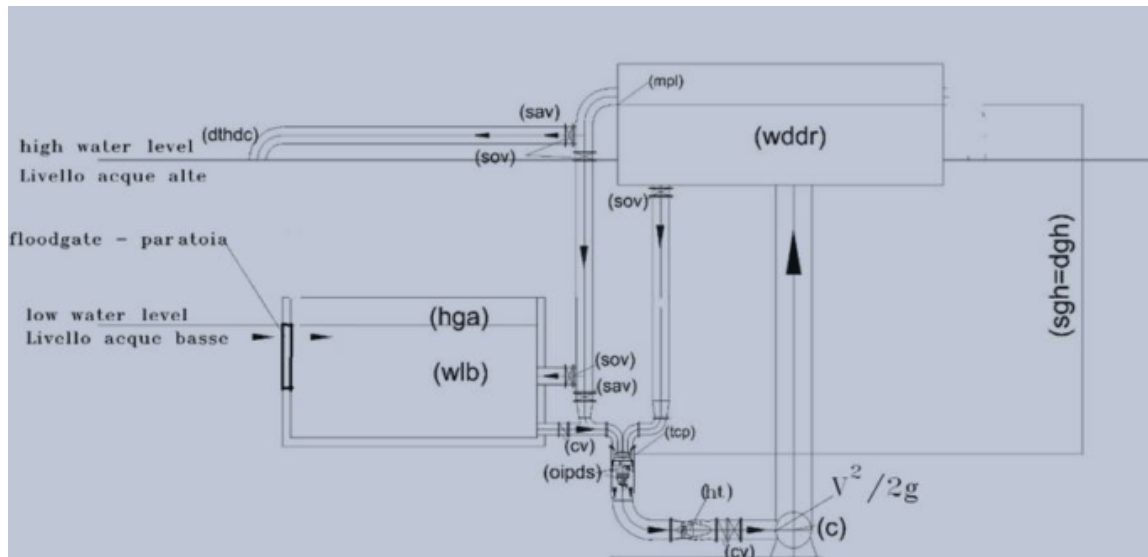 (mpl)
(sav)
(dthdc)
(wddr)
high water level
(sov)
Livello acque alte
(sov)
floodgate - paratoia
(sgh=dgh)
low water level
(hga)
Livello acque basse
(sov)
(wlb)
(sav)
(tcp)
(cv)
(oipds)
(ht)
V²/2g
(c)
(cv)